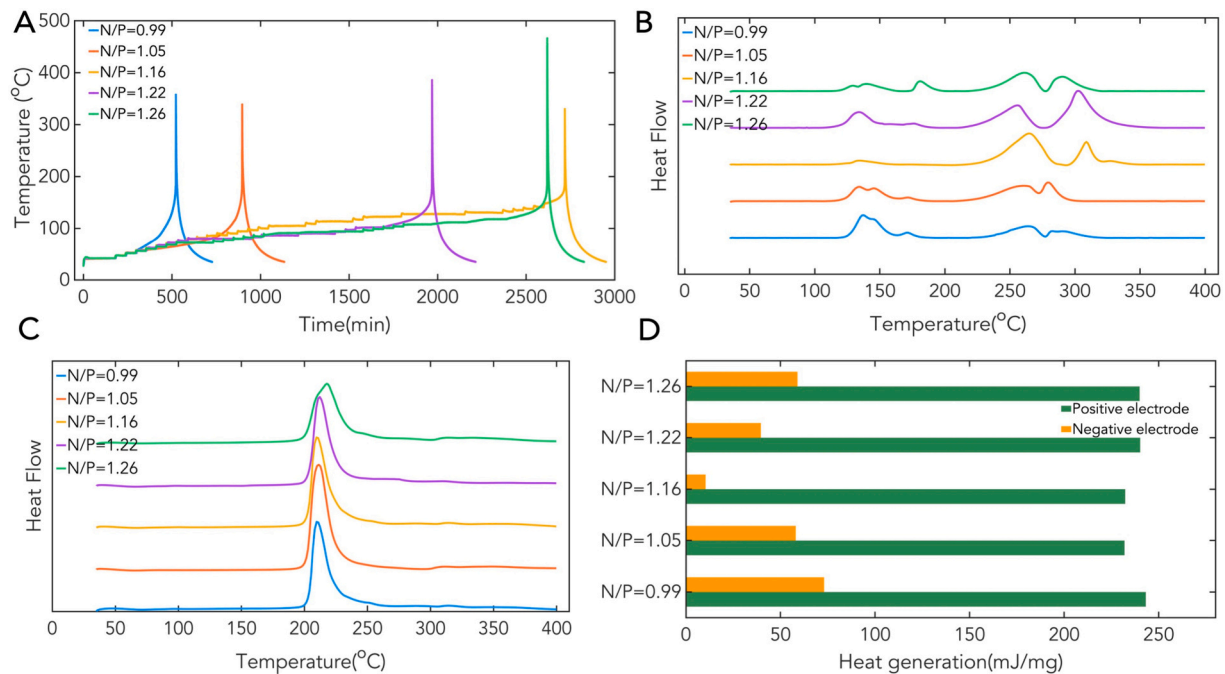 A
Temperature (°C)
500
400
300
200
100
0
N/P=0.99
N/P=1.05
N/P=1.16
N/P=1.22
N/P=1.26
0 500 1000 1500 2000 2500 3000
Time(min)
B
Heat Flow
N/P=0.99
N/P=1.05
N/P=1.16
N/P=1.22
N/P=1.26
0 50 100 150 200 250 300 350 400
Temperature(°C)
C
Heat Flow
N/P=0.99
N/P=1.05
N/P=1.16
N/P=1.22
N/P=1.26
0 50 100 150 200 250 300 350 400
Temperature(°C)
D
N/P=1.26
N/P=1.22
N/P=1.16
N/P=1.05
N/P=0.99
Positive electrode
Negative electrode
0 50 100 150 200 250
Heat generation(mJ/mg)